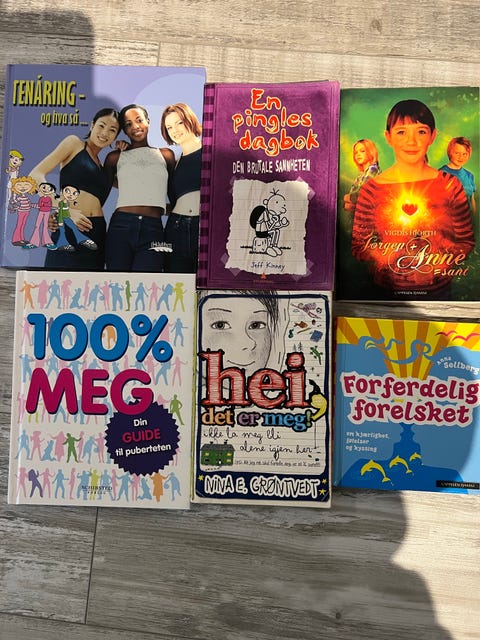 TENÅRING -
og hva så...
En
pingles
dagbok
DEN BRUTALE SANNHETEN
Jeff Kinney
VIGDIS HJORTH
Jørgen + Anne
= sant
CAPPELEN DAMM
100%
MEG
Din
GUIDE
til puberteten
SCHIBSTED
hei,
det er meg!
ikke la meg bli
alene igjen her
NINA E. GRØNTVEDT
Anna Sellberg
Forferdelig
forelsket
om kjærlighet,
følelser
og kyssing
CAPPELEN DAMM